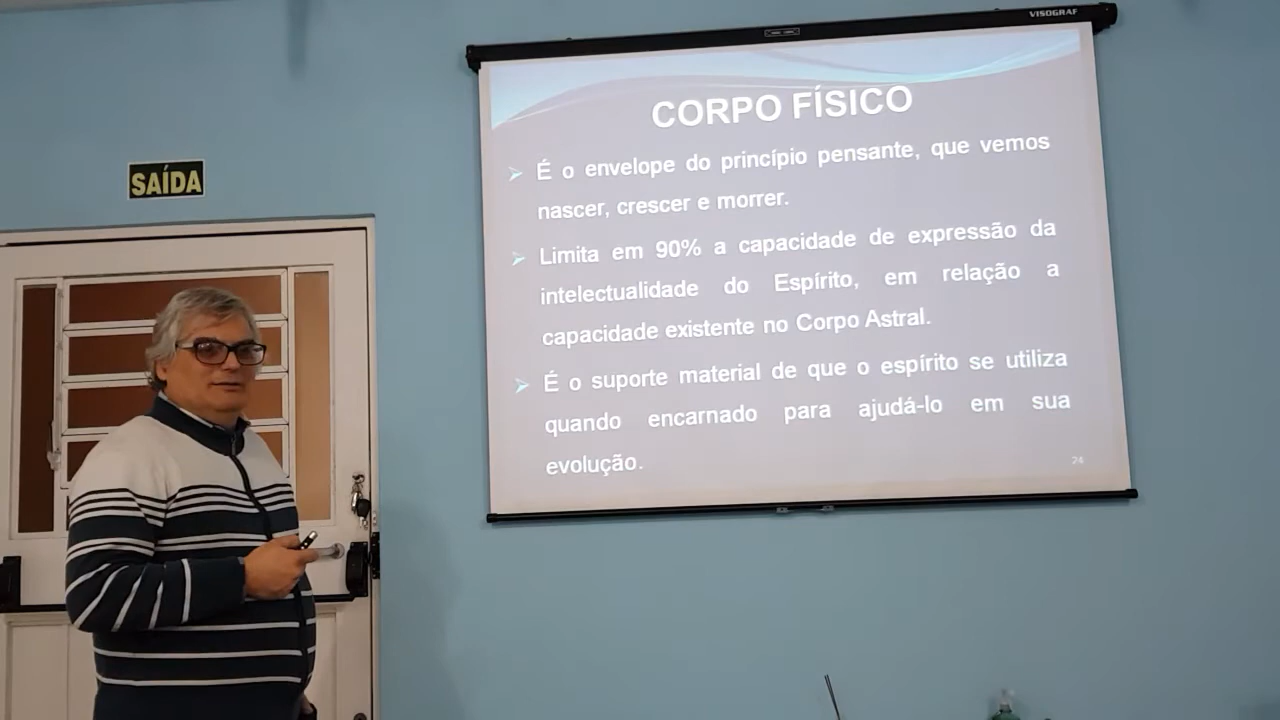 VISOGRAF
CORPO FÍSICO
É o envelope do princípio pensante, que vemos
nascer, crescer e morrer.
Limita em 90% a capacidade de expressão da
intelectualidade do Espírito, em relação a
capacidade existente no Corpo Astral.
É o suporte material de que o espírito se utiliza
quando encarnado para ajudá-lo em sua
evolução.
24
SAÍDA